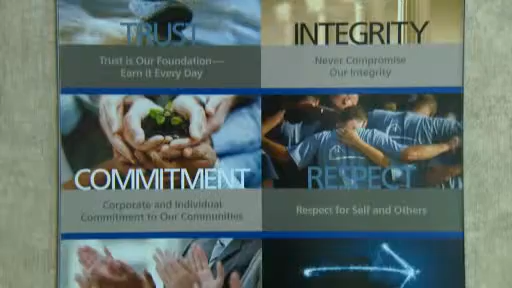 TRUST
Trust is Our Foundation—
Earn it Every Day
INTEGRITY
Never Compromise
Our Integrity
COMMITMENT
Corporate and Individual
Commitment to Our Communities
RESPECT
Respect for Self and Others